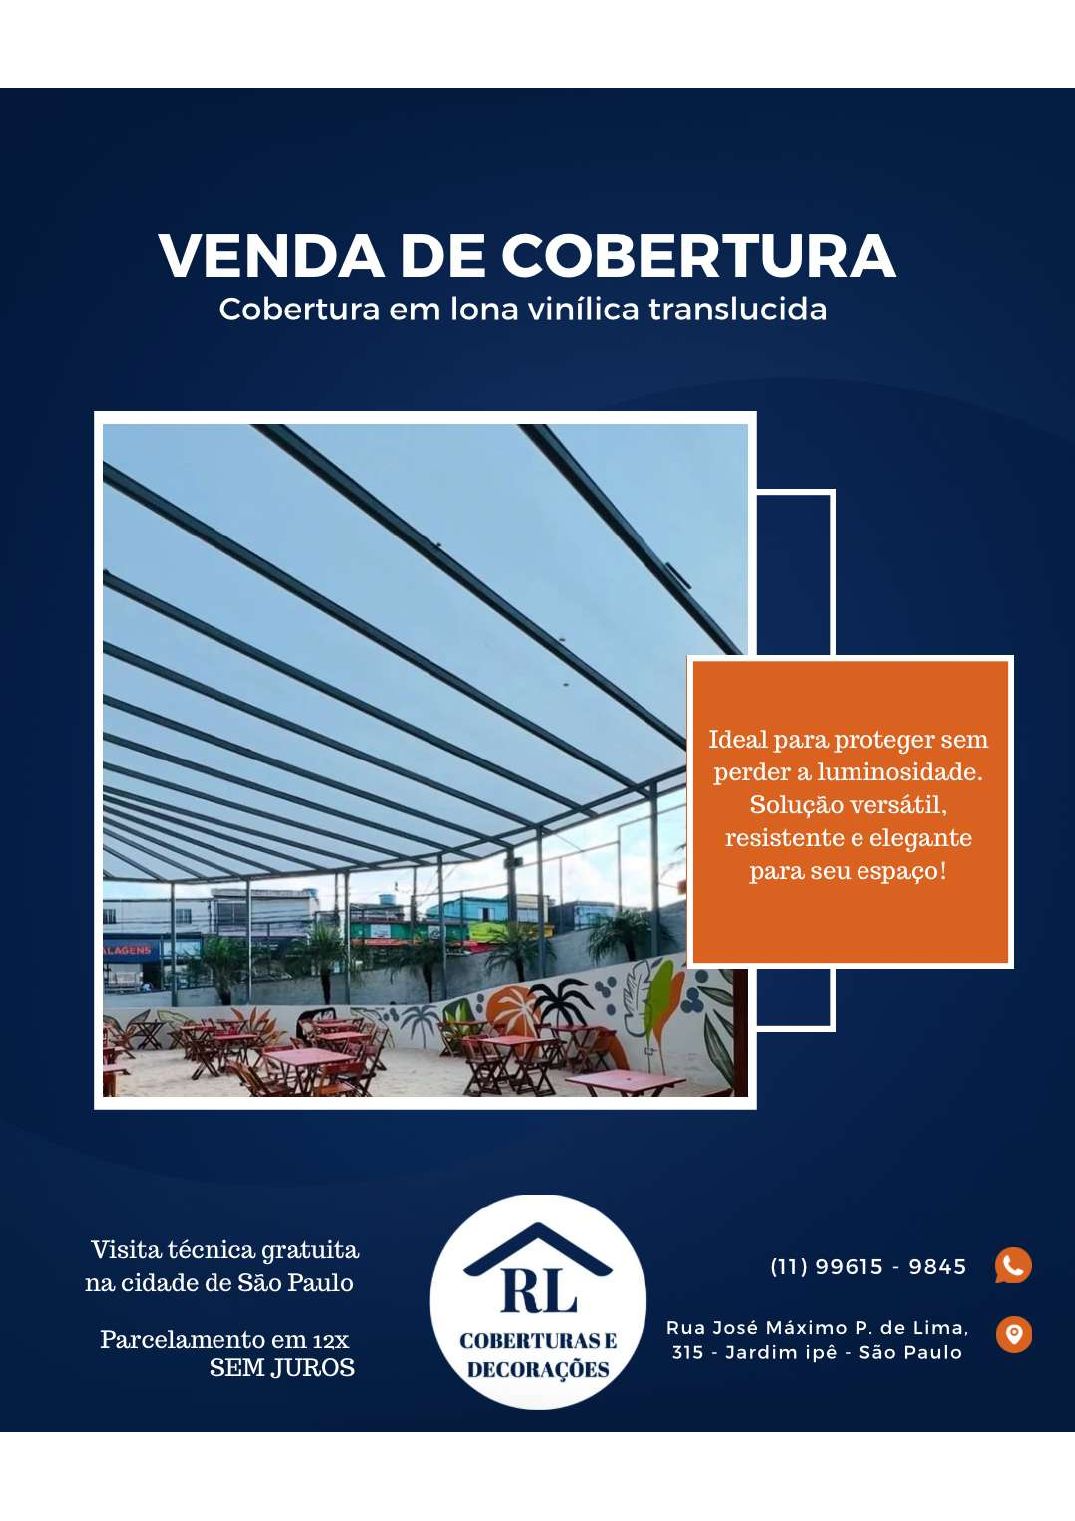 VENDA DE COBERTURA
Cobertura em lona vinílica translucida
LAGENS
Ideal para proteger sem
perder a luminosidade.
Solução versátil,
resistente e elegante
para seu espaço!
Visita técnica gratuita
na cidade de São Paulo
Parcelamento em 12x
SEM JUROS
RL
COBERTURAS E
DECORAÇÕES
(11) 99615 - 9845
Rua José Máximo P. de Lima,
315 - Jardim ipê - São Paulo